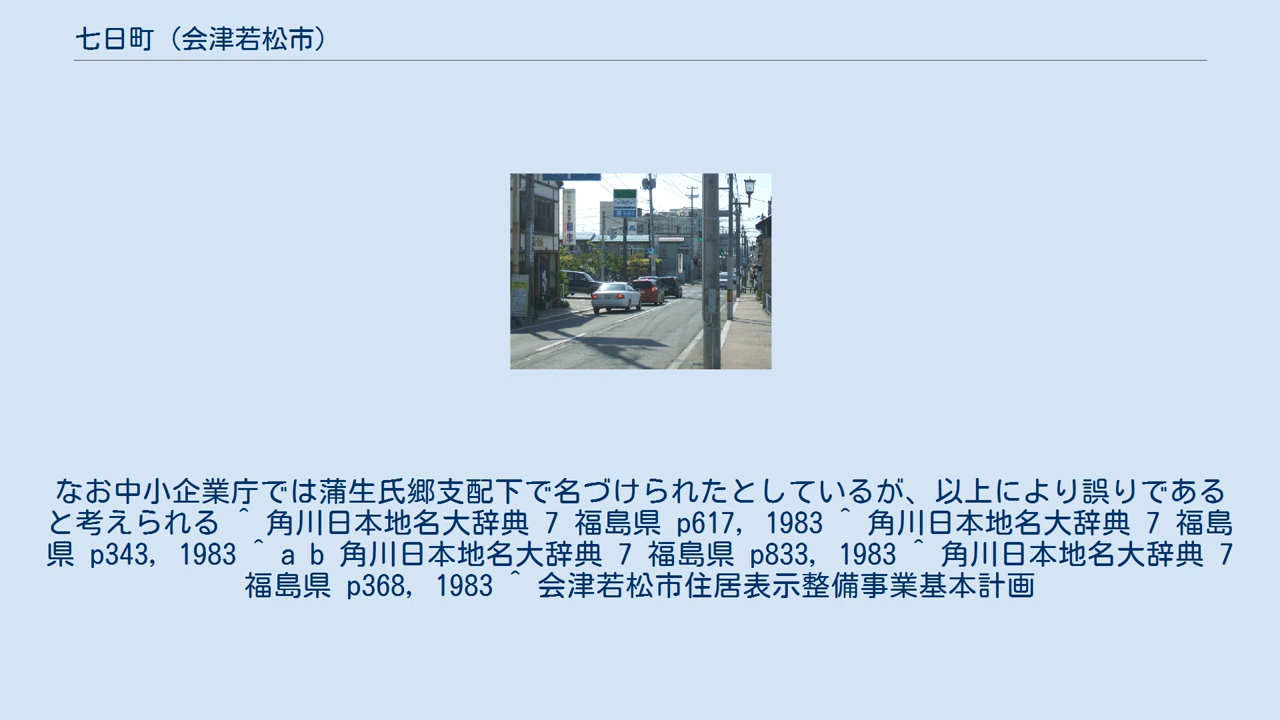 七日町（会津若松市）
なお中小企業庁では蒲生氏郷支配下で名づけられたとしているが、以上により誤りである
と考えられる ^ 角川日本地名大辞典 7 福島県 p617, 1983 ^ 角川日本地名大辞典 7 福島
県 p343, 1983 ^ a b 角川日本地名大辞典 7 福島県 p833, 1983 ^ 角川日本地名大辞典 7
福島県 p368, 1983 ^ 会津若松市住居表示整備事業基本計画